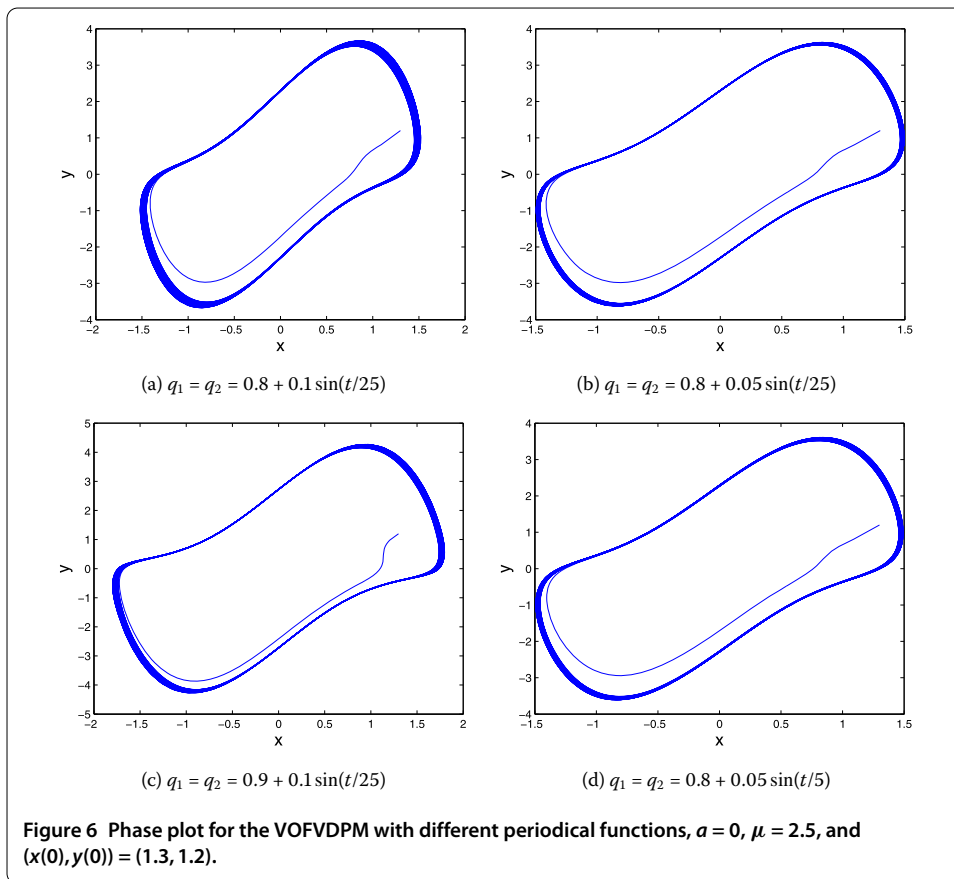 4
3
2
1
0
−1
−2
−3
−4
y
−2 −1.5 −1 −0.5 0 0.5 1 1.5 2
x
(a) q₁ = q₂ = 0.8 + 0.1 sin(t/25)
4
3
2
1
0
−1
−2
−3
−4
y
−1.5 −1 −0.5 0 0.5 1 1.5
x
(b) q₁ = q₂ = 0.8 + 0.05 sin(t/25)
5
4
3
2
1
0
−1
−2
−3
−4
−5
y
−2 −1.5 −1 −0.5 0 0.5 1 1.5 2
x
(c) q₁ = q₂ = 0.9 + 0.1 sin(t/25)
4
3
2
1
0
−1
−2
−3
−4
y
−1.5 −1 −0.5 0 0.5 1 1.5
x
(d) q₁ = q₂ = 0.8 + 0.05 sin(t/5)
Figure 6 Phase plot for the VOFVDPM with different periodical functions, a = 0, μ = 2.5, and
(x(0), y(0)) = (1.3, 1.2).